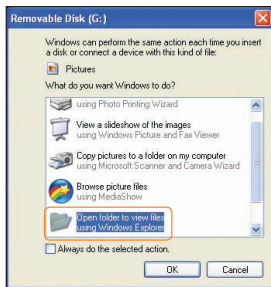 Removable Disk (G:)
Windows can perform the same action each time you insert
a disk or connect a device with this kind of file:
Pictures
What do you want Windows to do?
using Photo Printing Wizard
View a slideshow of the images
using Windows Picture and Fax Viewer
Copy pictures to a folder on my computer
using Microsoft Scanner and Camera Wizard
Browse picture files
using MediaShow
Open folder to view files
using Windows Explorer
Always do the selected action.
OK
Cancel